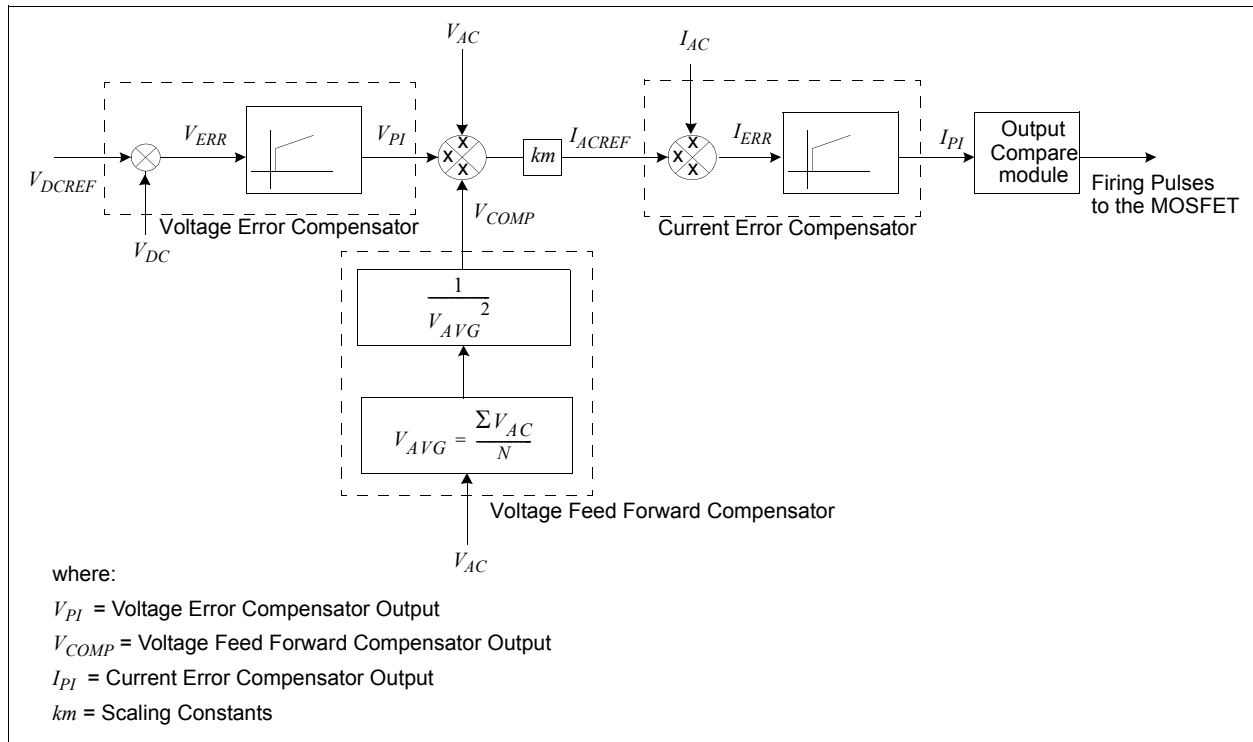 V_AC
I_AC
V_ERR
V_PI
km
I_ACREF
I_ERR
I_PI
Output
Compare
module
V_DCREF
X
X X
X
X
X X
X
Firing Pulses
to the MOSFET
V_COMP
Voltage Error Compensator
Current Error Compensator
V_DC
1
V_AVG^2
V_AVG = ΣV_AC
N
Voltage Feed Forward Compensator
V_AC
where:
V_PI = Voltage Error Compensator Output
V_COMP = Voltage Feed Forward Compensator Output
I_PI = Current Error Compensator Output
km = Scaling Constants